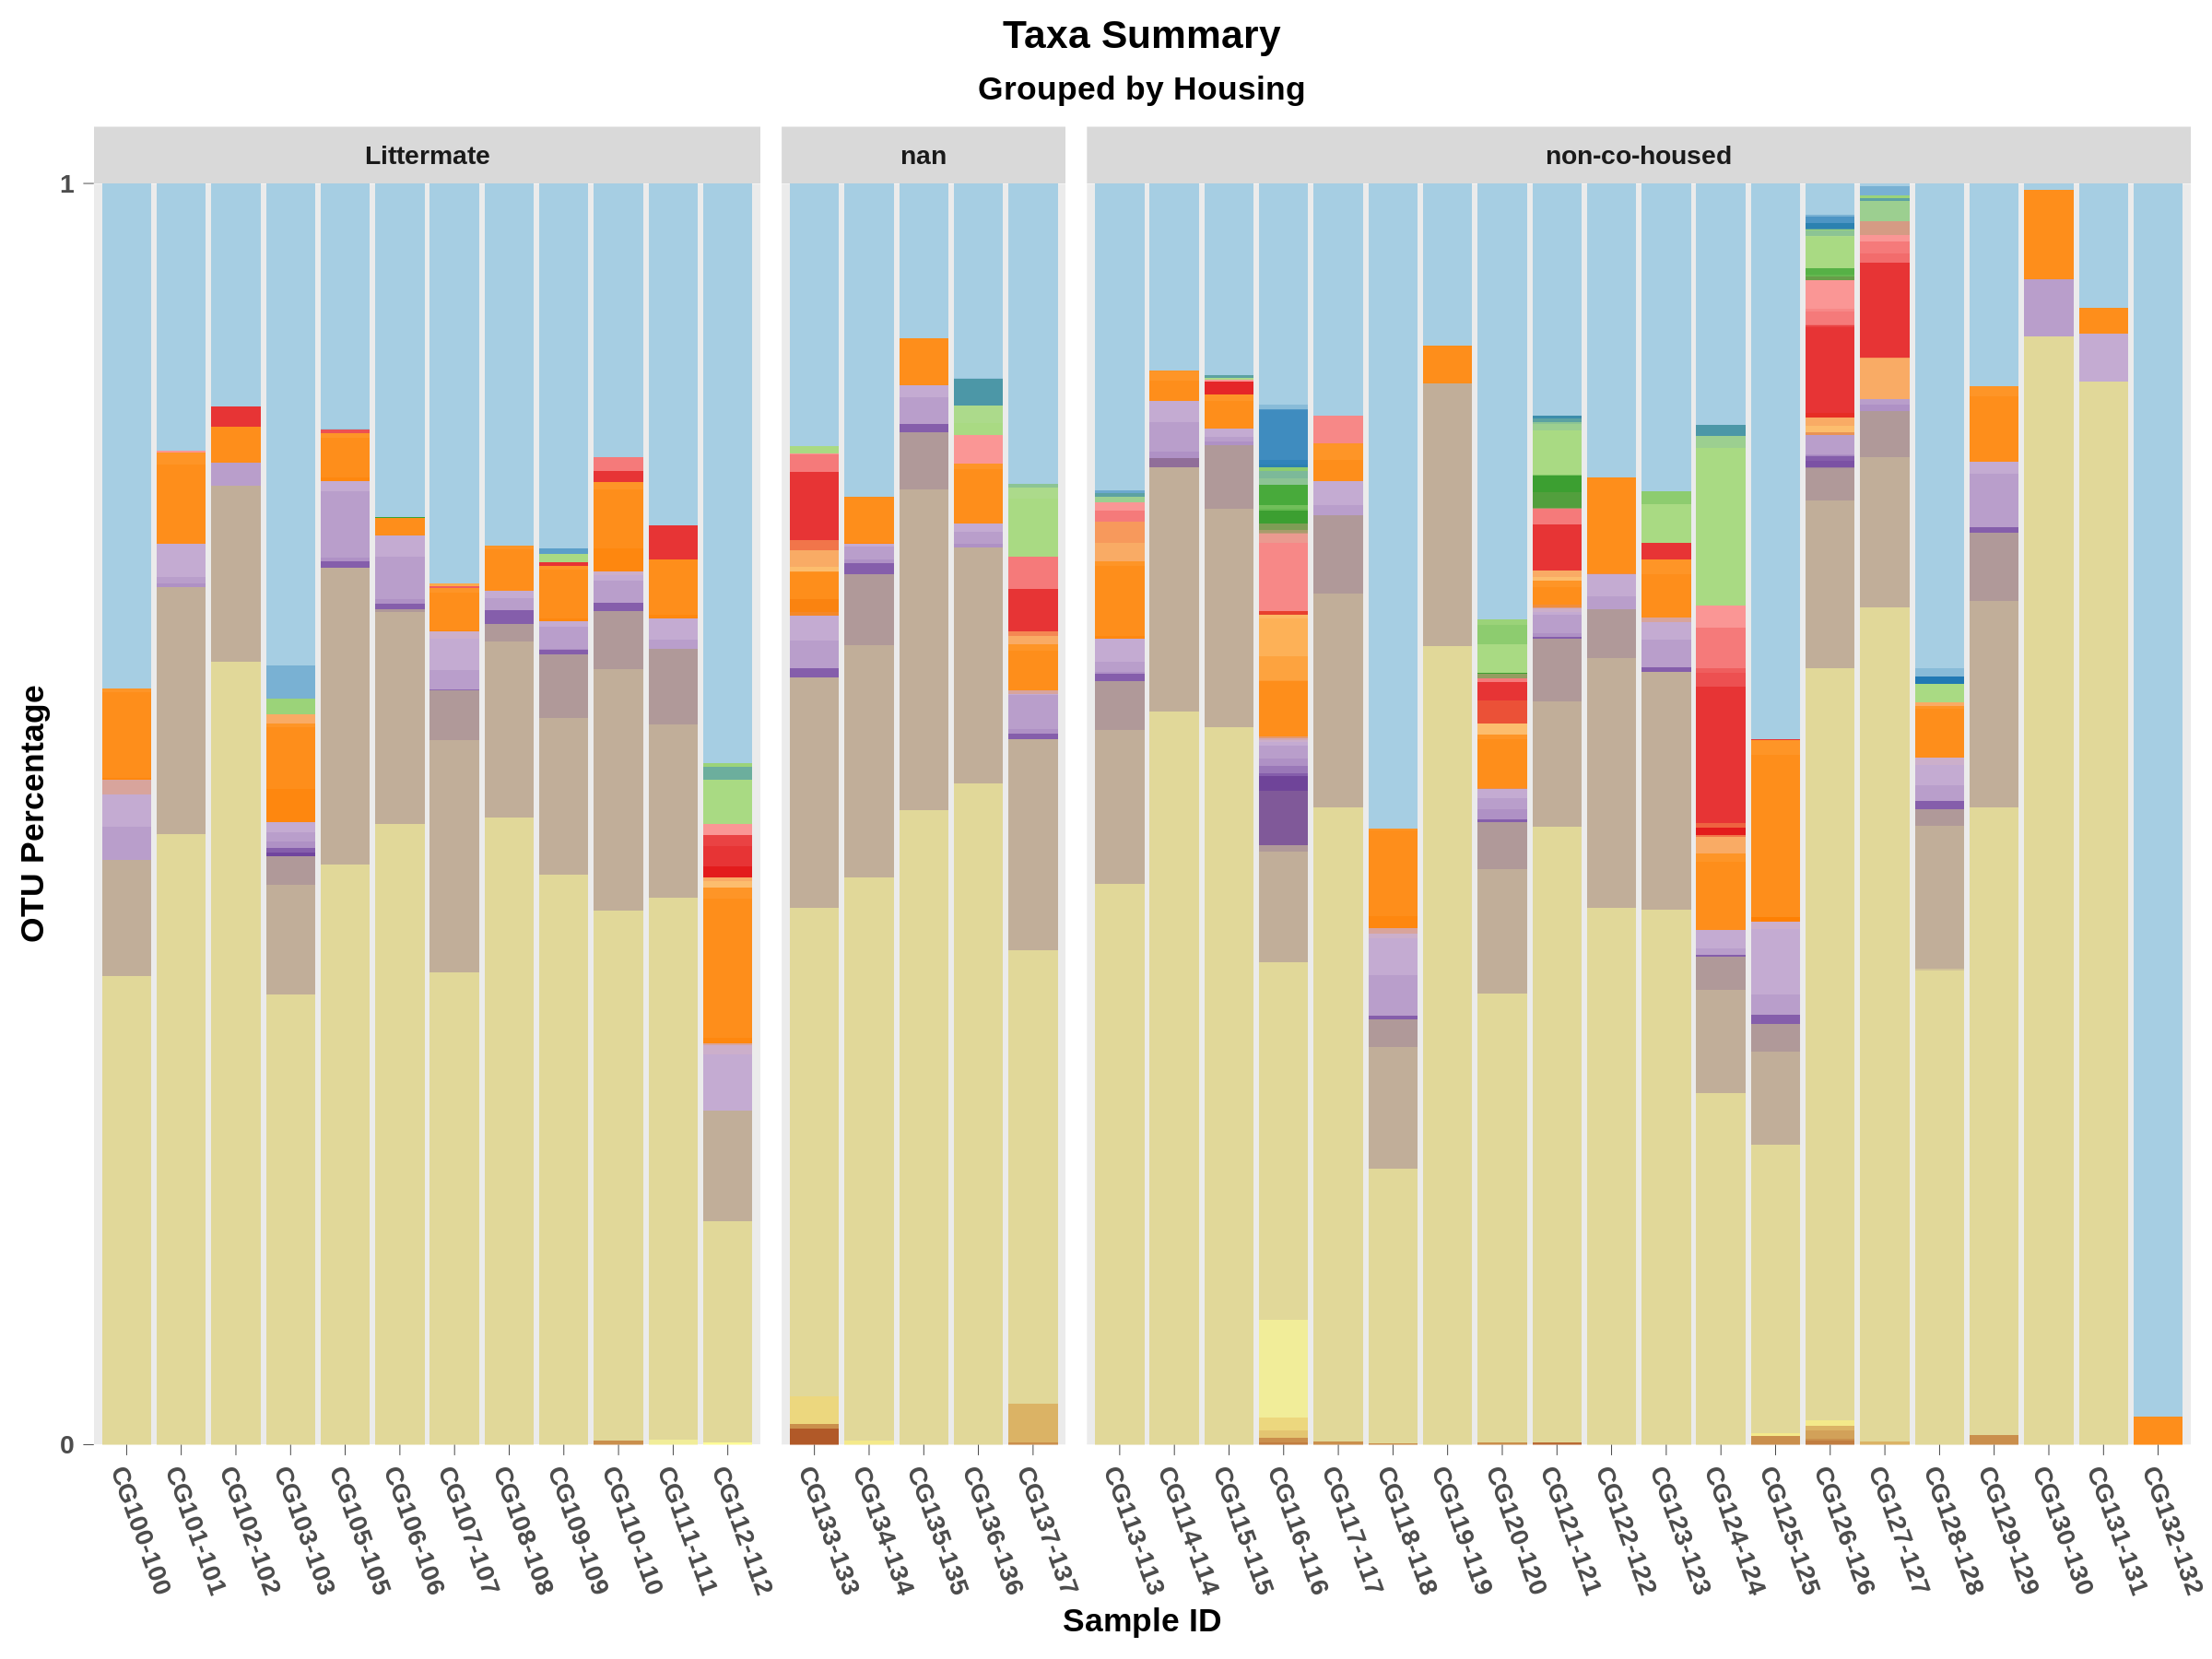 Taxa Summary
Grouped by Housing
Littermate
nan
non-co-housed
1
0
OTU Percentage
CG100-100
CG101-101
CG102-102
CG103-103
CG105-105
CG106-106
CG107-107
CG108-108
CG109-109
CG110-110
CG111-111
CG112-112
CG133-133
CG134-134
CG135-135
CG136-136
CG137-137
CG113-113
CG114-114
CG115-115
CG116-116
CG117-117
CG118-118
CG119-119
CG120-120
CG121-121
CG122-122
CG123-123
CG124-124
CG125-125
CG126-126
CG127-127
CG128-128
CG129-129
CG130-130
CG131-131
CG132-132
Sample ID